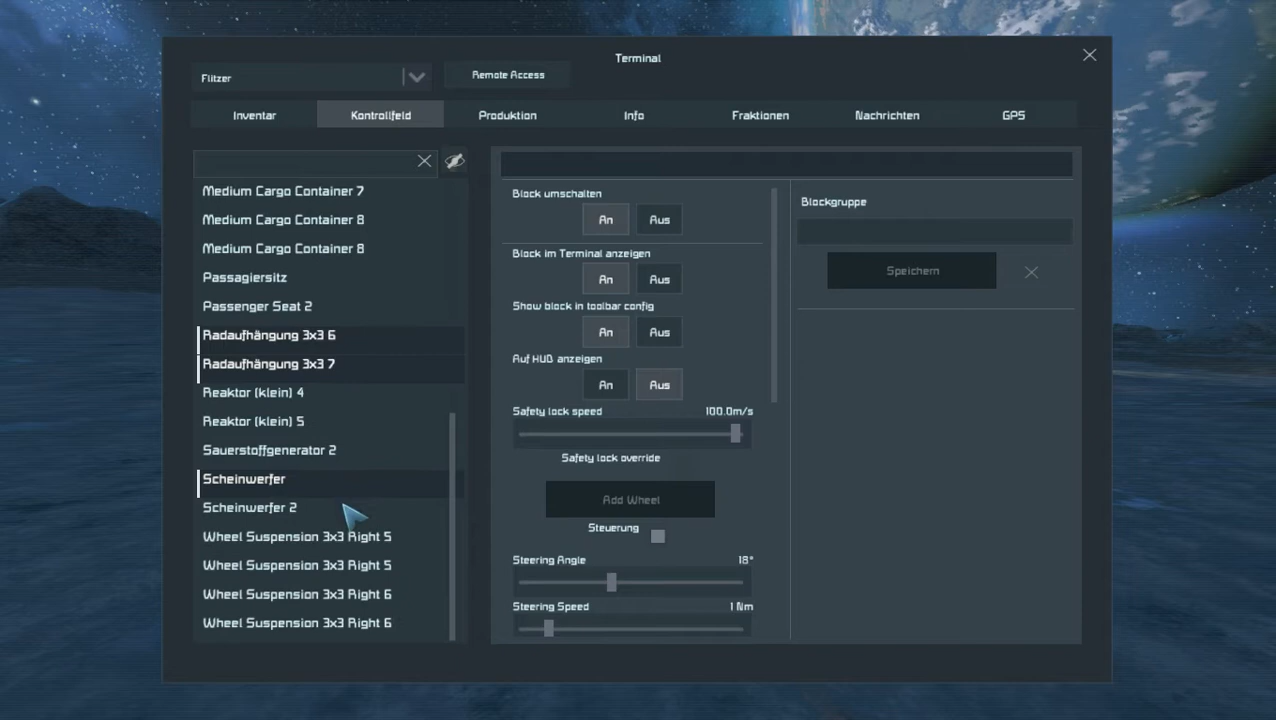 Terminal
Flitzer
Remote Access
Inventar
Kontrollfeld
Produktion
Info
Fraktionen
Nachrichten
GPS
Medium Cargo Container 7
Medium Cargo Container 8
Medium Cargo Container 8
Passagiersitz
Passenger Seat 2
Radaufhängung 3x3 6
Radaufhängung 3x3 7
Reaktor (klein) 4
Reaktor (klein) 5
Sauerstoffgenerator 2
Scheinwerfer
Scheinwerfer 2
Wheel Suspension 3x3 Right 5
Wheel Suspension 3x3 Right 5
Wheel Suspension 3x3 Right 6
Wheel Suspension 3x3 Right 6
Block umschalten
An Aus
Block im Terminal anzeigen
An Aus
Show block in toolbar config
An Aus
Auf HUD anzeigen
An Aus
Safety lock speed 100.0m/s
Safety lock override
Add Wheel
Steuerung
Steering Angle 18°
Steering Speed 1 Nm
Blockgruppe
Speichern